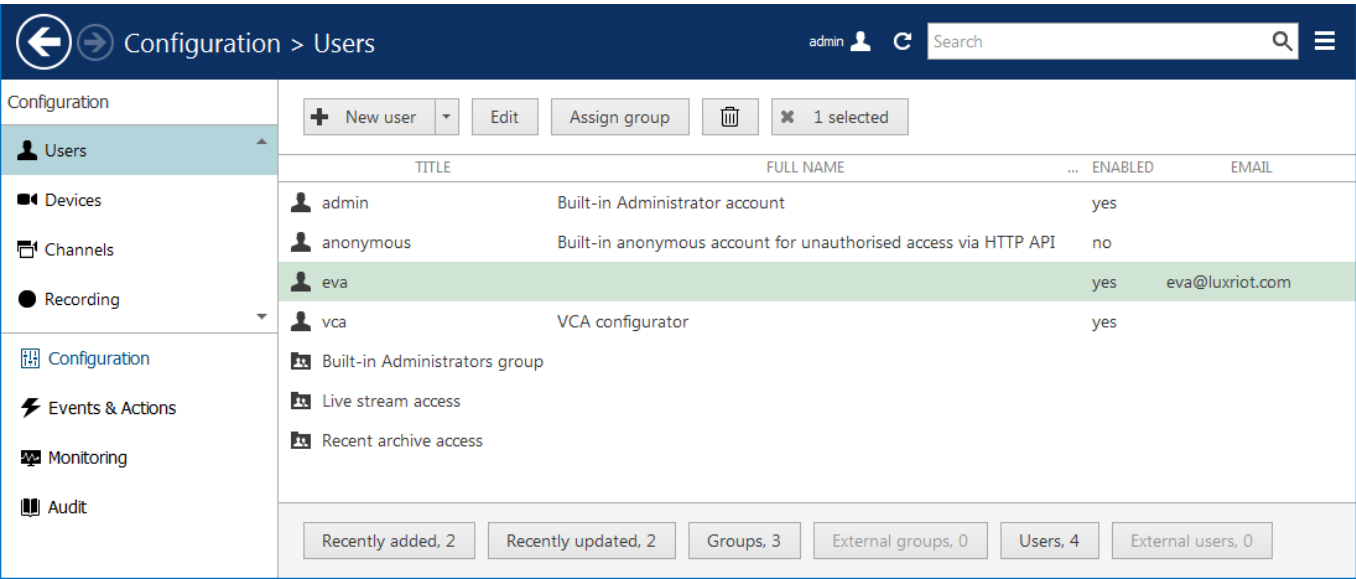 Configuration > Users
admin
Search
Configuration
Users
Devices
Channels
Recording
Configuration
Events & Actions
Monitoring
Audit
New user Edit Assign group 1 selected
TITLE FULL NAME ... ENABLED EMAIL
admin Built-in Administrator account yes
anonymous Built-in anonymous account for unauthorised access via HTTP API no
eva yes eva@luxriot.com
vca VCA configurator yes
Built-in Administrators group
Live stream access
Recent archive access
Recently added, 2 Recently updated, 2 Groups, 3 External groups, 0 Users, 4 External users, 0